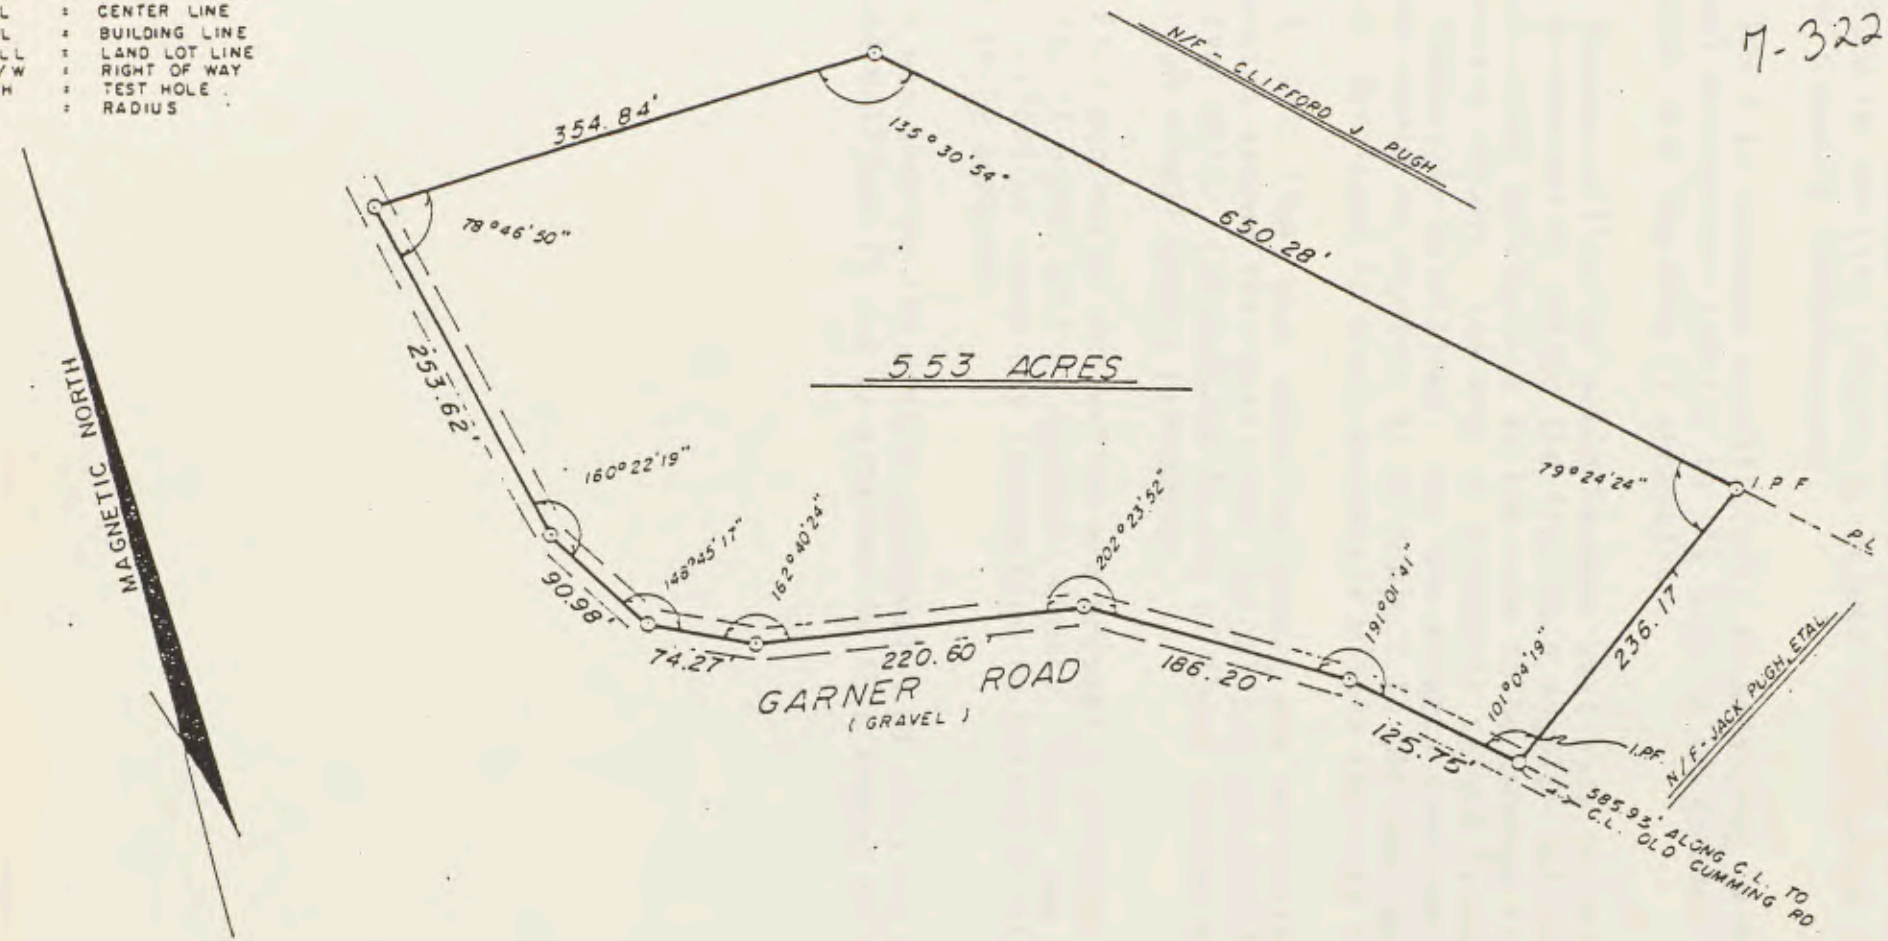 L : CENTER LINE
L : BUILDING LINE
LL : LAND LOT LINE
/W : RIGHT OF WAY
H : TEST HOLE
: RADIUS
7-322
N/F - CLIFFORD J PUGH
354.84'
135°30'54"
78°46'50"
650.28'
5.53 ACRES
MAGNETIC NORTH
253.62'
160°22'19"
148°45'17"
162°40'24"
202°23'52"
191°01'41"
79°24'24"
I.P F
P L
90.98'
74.27'
220.60'
186.20'
125.75'
101°04'19"
236.17'
GARNER ROAD
( GRAVEL )
I.P.F.
N/F - JACK PUGH, ETAL
585.93' ALONG C.L. TO
C.L. OLD CUMMING RD.